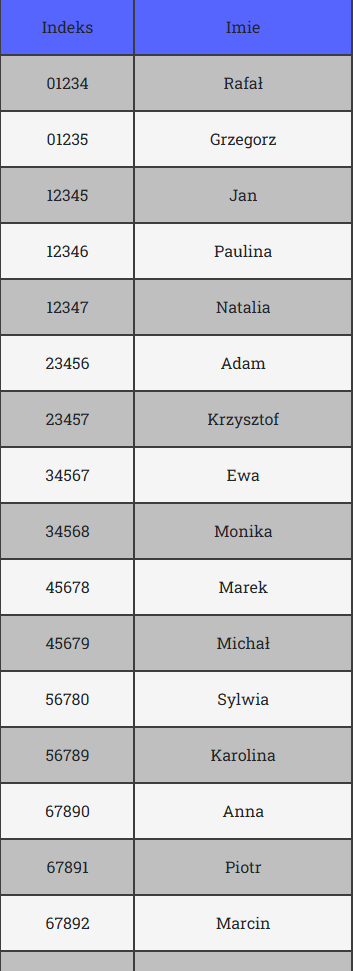 Indeks Imie
01234 Rafał
01235 Grzegorz
12345 Jan
12346 Paulina
12347 Natalia
23456 Adam
23457 Krzysztof
34567 Ewa
34568 Monika
45678 Marek
45679 Michał
56780 Sylwia
56789 Karolina
67890 Anna
67891 Piotr
67892 Marcin